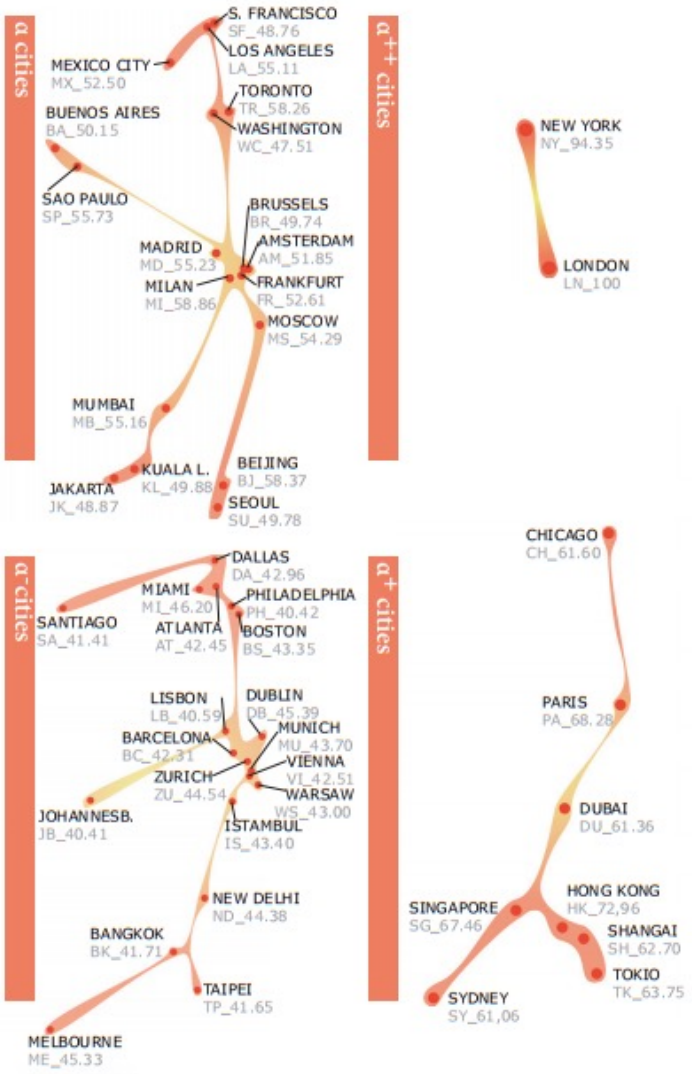 α cities
S. FRANCISCO
SF_48.76
LOS ANGELES
LA_55.11
MEXICO CITY
MX_52.50
TORONTO
TR_58.26
BUENOS AIRES
BA_50.15
WASHINGTON
WC_47.51
SAO PAULO
SP_55.73
BRUSSELS
BR_49.74
AMSTERDAM
AM_51.85
MADRID
MD_55.23
FRANKFURT
FR_52.61
MILAN
MI_58.86
MOSCOW
MS_54.29
MUMBAI
MB_55.16
KUALA L.
KL_49.88
BEIJING
BJ_58.37
JAKARTA
JK_48.87
SEOUL
SU_49.78
α++ cities
NEW YORK
NY_94.35
LONDON
LN_100
α-cities
DALLAS
DA_42.96
MIAMI
MI_46.20
PHILADELPHIA
PH_40.42
SANTIAGO
SA_41.41
ATLANTA
AT_42.45
BOSTON
BS_43.35
LISBON
LB_40.59
DUBLIN
DB_45.39
MUNICH
MU_43.70
BARCELONA
BC_42.31
VIENNA
VI_42.51
ZURICH
ZU_44.54
WARSAW
WS_43.00
JOHANNESB.
JB_40.41
ISTAMBUL
IS_43.40
NEW DELHI
ND_44.38
BANGKOK
BK_41.71
TAIPEI
TP_41.65
MELBOURNE
ME_45.33
α+ cities
CHICAGO
CH_61.60
PARIS
PA_68.28
DUBAI
DU_61.36
HONG KONG
HK_72,96
SINGAPORE
SG_67.46
SHANGAI
SH_62.70
TOKIO
TK_63.75
SYDNEY
SY_61,06